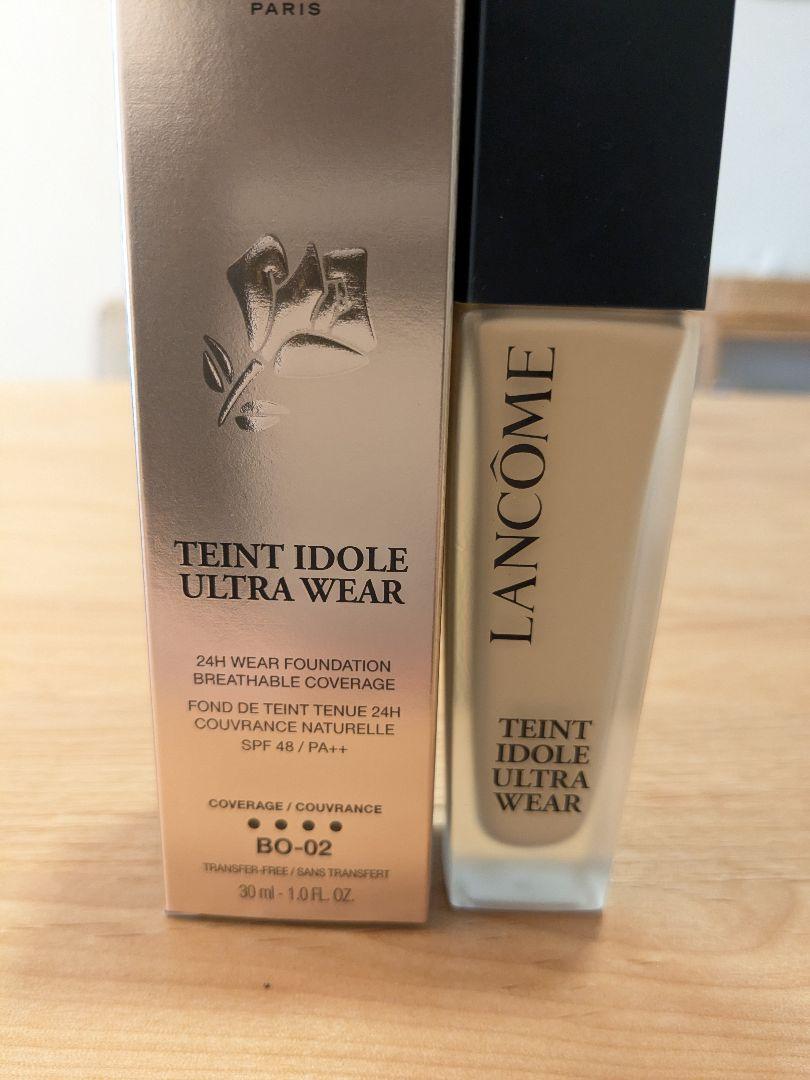 PARIS
TEINT IDOLE
ULTRA WEAR
24H WEAR FOUNDATION
BREATHABLE COVERAGE
FOND DE TEINT TENUE 24H
COUVRANCE NATURELLE
SPF 48 / PA++
COVERAGE / COUVRANCE
BO-02
TRANSFER-FREE / SANS TRANSFERT
30 ml - 1.0 FL. OZ.
LANCÔME
TEINT
IDOLE
ULTRA
WEAR